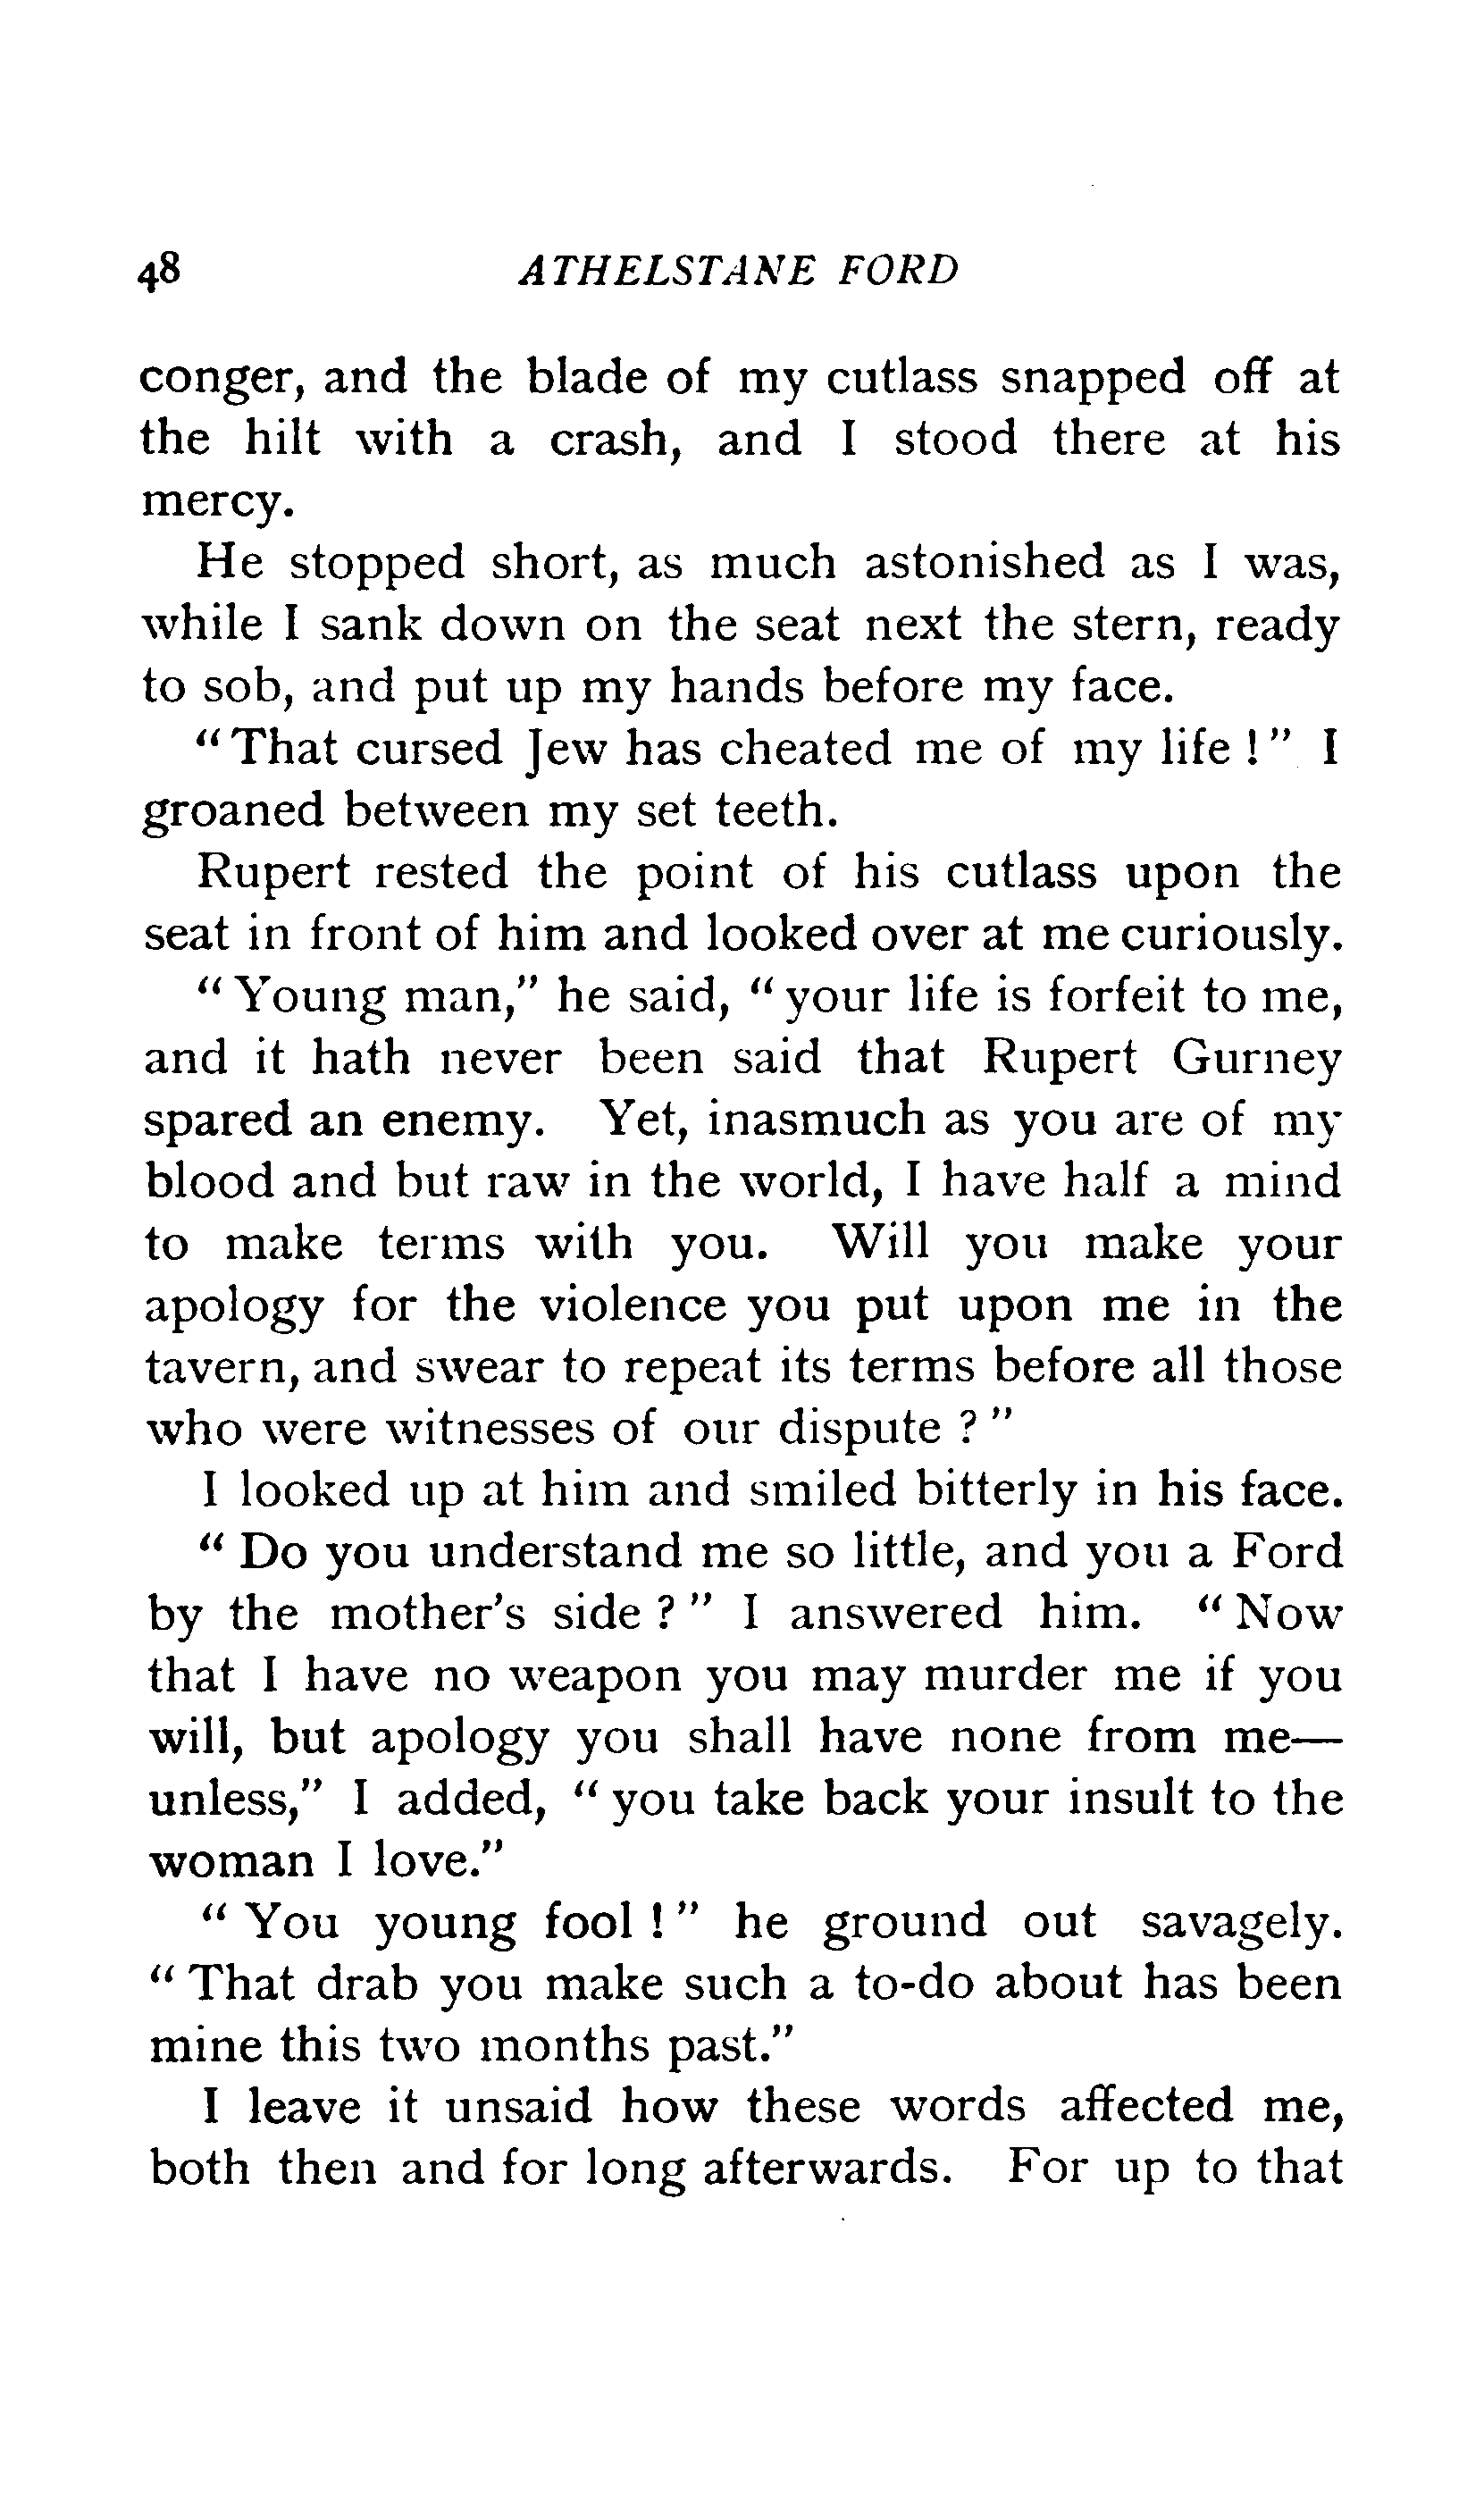 48 ATHELSTANE FORD
conger, and the blade of my cutlass snapped off at
the hilt with a crash, and I stood there at his
mercy.
He stopped short, as much astonished as I was,
while I sank down on the seat next the stern, ready
to sob, and put up my hands before my face.
"That cursed Jew has cheated me of my life!" I
groaned between my set teeth.
Rupert rested the point of his cutlass upon the
seat in front of him and looked over at me curiously.
"Young man," he said, "your life is forfeit to me,
and it hath never been said that Rupert Gurney
spared an enemy. Yet, inasmuch as you are of my
blood and but raw in the world, I have half a mind
to make terms with you. Will you make your
apology for the violence you put upon me in the
tavern, and swear to repeat its terms before all those
who were witnesses of our dispute?"
I looked up at him and smiled bitterly in his face.
"Do you understand me so little, and you a Ford
by the mother's side?" I answered him. "Now
that I have no weapon you may murder me if you
will, but apology you shall have none from me—
unless," I added, "you take back your insult to the
woman I love."
"You young fool!" he ground out savagely.
"That drab you make such a to-do about has been
mine this two months past."
I leave it unsaid how these words affected me,
both then and for long afterwards. For up to that